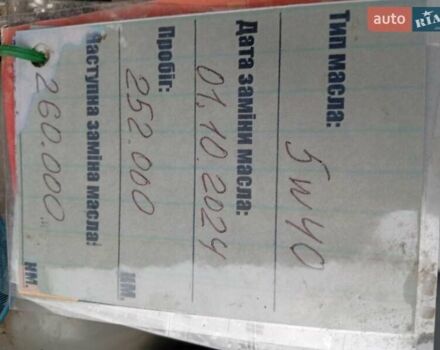 Тип масла:
5W40
Дата заміни масла:
01.10.2024
Пробіг:
252.000 км.
Наступна заміна масла:
260.000 км.
auto RIA